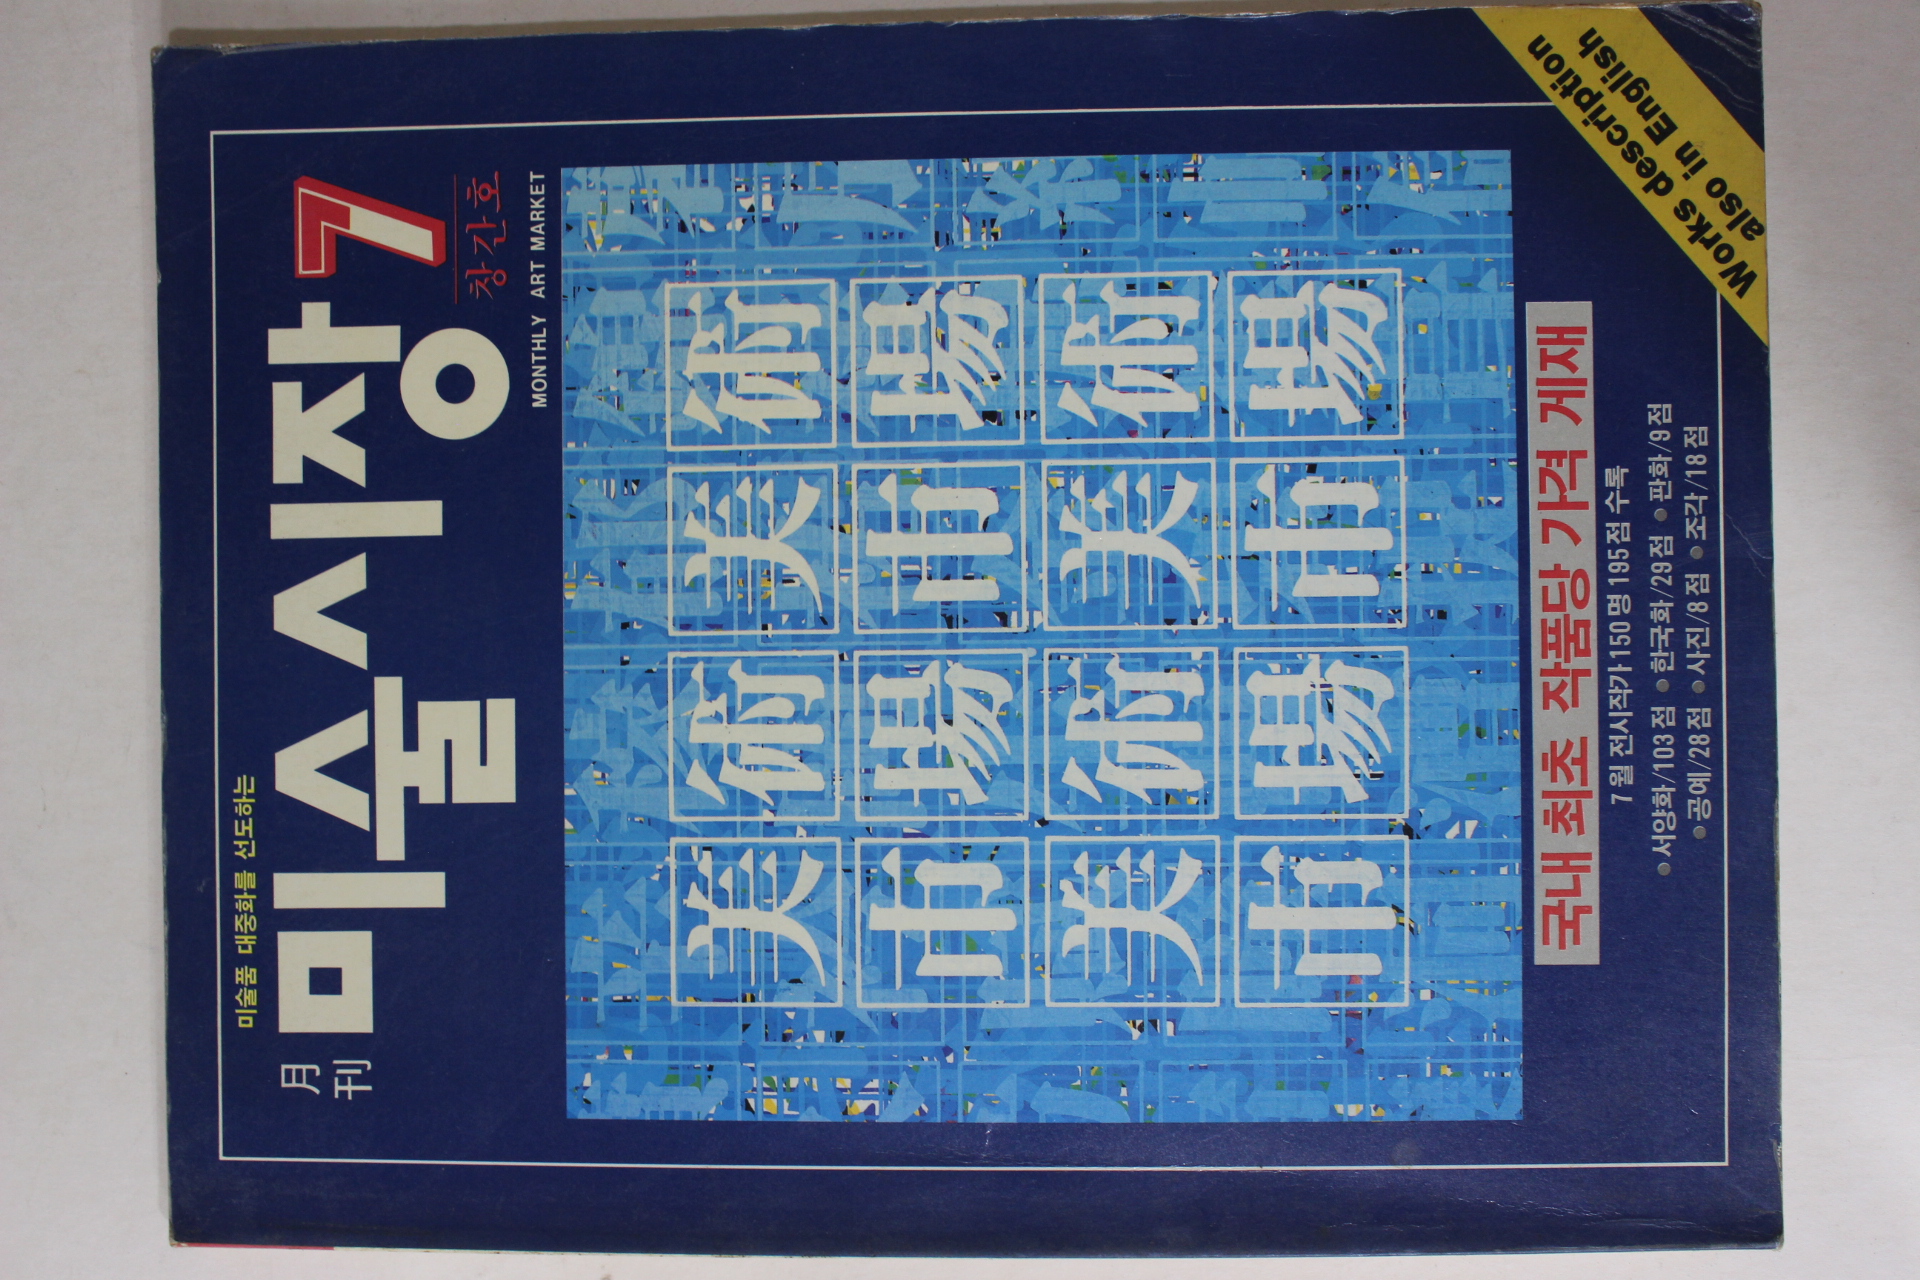 미술품 대중화를 선도하는
月刊 미술시장 7
창간호
MONTHLY ART MARKET
美術美術
市場市場
美術美術
市場市場
국내 최초 작품당 가격 게재
7월 전시작가 150명 195점 수록
●서양화/103점 ●한국화/29점 ●판화/9점
●공예/28점 ●사진/8점 ●조각/18점
Works description
also in English